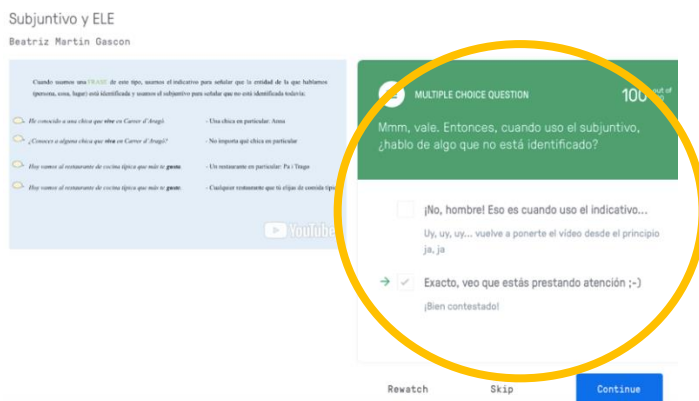 Subjuntivo y ELE
Beatriz Martin Gascon
Cuando usamos una FRASE de este tipo, usamos el indicativo para señalar que la entidad de la que hablamos
(persona, cosa, lugar) está identificada y usamos el subjuntivo para señalar que no está identificada todavía:
He conocido a una chica que vive en Carrer d'Aragó. - Una chica en particular: Anna
¿Conoces a alguna chica que viva en Carrer d'Aragó? - No importa qué chica en particular
Hoy vamos al restaurante de cocina típica que más te gusta. - Un restaurante en particular: Pa i Trago
Hoy vamos al restaurante de cocina típica que más te guste. - Cualquier restaurante que tú elijas de comida típic
YouTube
MULTIPLE CHOICE QUESTION
100 out of
Mmm, vale. Entonces, cuando uso el subjuntivo,
¿hablo de algo que no está identificado?
¡No, hombre! Eso es cuando uso el indicativo...
Uy, uy, uy... vuelve a ponerte el vídeo desde el principio
ja, ja
Exacto, veo que estás prestando atención ;-)
¡Bien contestado!
Rewatch
Skip
Continue